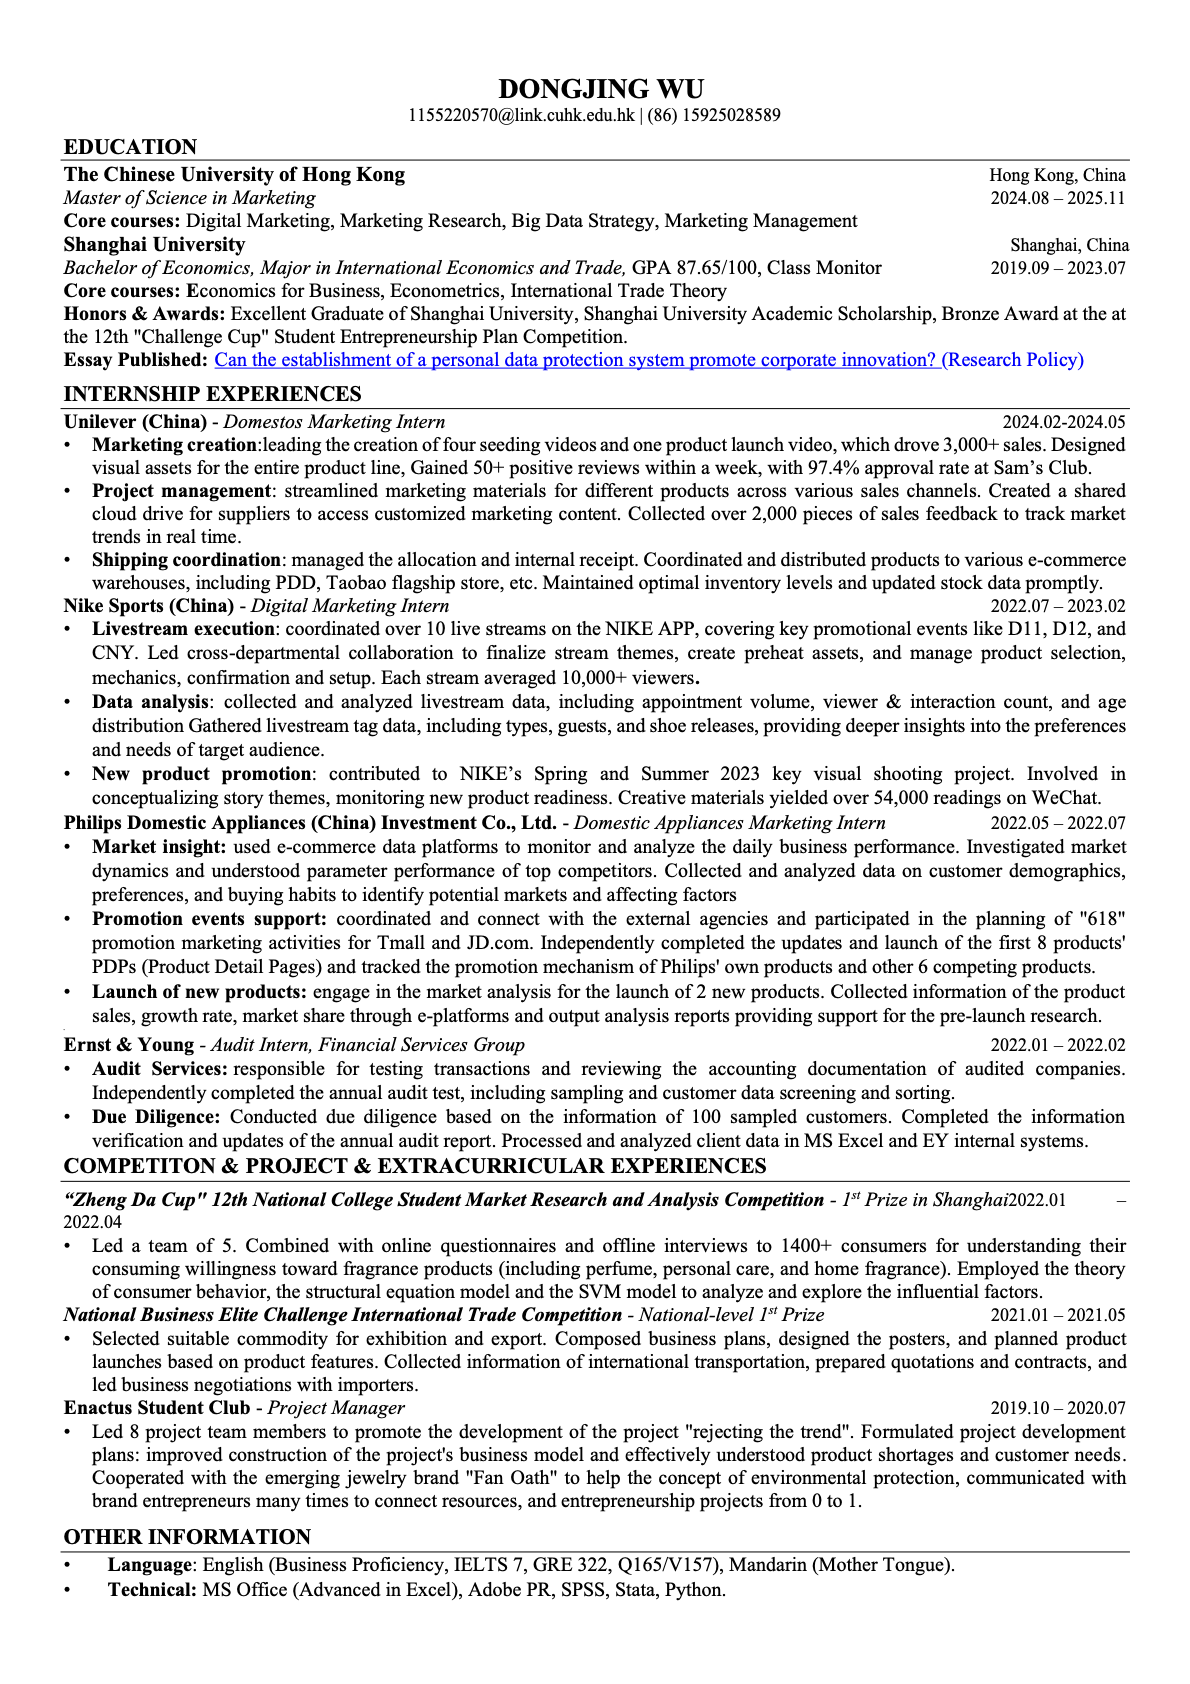 DONGJING WU
1155220570@link.cuhk.edu.hk | (86) 15925028589
EDUCATION
The Chinese University of Hong Kong Hong Kong, China
Master of Science in Marketing 2024.08 – 2025.11
Core courses: Digital Marketing, Marketing Research, Big Data Strategy, Marketing Management
Shanghai University Shanghai, China
Bachelor of Economics, Major in International Economics and Trade, GPA 87.65/100, Class Monitor 2019.09 – 2023.07
Core courses: Economics for Business, Econometrics, International Trade Theory
Honors & Awards: Excellent Graduate of Shanghai University, Shanghai University Academic Scholarship, Bronze Award at the at
the 12th "Challenge Cup" Student Entrepreneurship Plan Competition.
Essay Published: Can the establishment of a personal data protection system promote corporate innovation? (Research Policy)
INTERNSHIP EXPERIENCES
Unilever (China) - Domestos Marketing Intern 2024.02-2024.05
• Marketing creation:leading the creation of four seeding videos and one product launch video, which drove 3,000+ sales. Designed
visual assets for the entire product line, Gained 50+ positive reviews within a week, with 97.4% approval rate at Sam's Club.
• Project management: streamlined marketing materials for different products across various sales channels. Created a shared
cloud drive for suppliers to access customized marketing content. Collected over 2,000 pieces of sales feedback to track market
trends in real time.
• Shipping coordination: managed the allocation and internal receipt. Coordinated and distributed products to various e-commerce
warehouses, including PDD, Taobao flagship store, etc. Maintained optimal inventory levels and updated stock data promptly.
Nike Sports (China) - Digital Marketing Intern 2022.07 – 2023.02
• Livestream execution: coordinated over 10 live streams on the NIKE APP, covering key promotional events like D11, D12, and
CNY. Led cross-departmental collaboration to finalize stream themes, create preheat assets, and manage product selection,
mechanics, confirmation and setup. Each stream averaged 10,000+ viewers.
• Data analysis: collected and analyzed livestream data, including appointment volume, viewer & interaction count, and age
distribution Gathered livestream tag data, including types, guests, and shoe releases, providing deeper insights into the preferences
and needs of target audience.
• New product promotion: contributed to NIKE's Spring and Summer 2023 key visual shooting project. Involved in
conceptualizing story themes, monitoring new product readiness. Creative materials yielded over 54,000 readings on WeChat.
Philips Domestic Appliances (China) Investment Co., Ltd. - Domestic Appliances Marketing Intern 2022.05 – 2022.07
• Market insight: used e-commerce data platforms to monitor and analyze the daily business performance. Investigated market
dynamics and understood parameter performance of top competitors. Collected and analyzed data on customer demographics,
preferences, and buying habits to identify potential markets and affecting factors
• Promotion events support: coordinated and connect with the external agencies and participated in the planning of "618"
promotion marketing activities for Tmall and JD.com. Independently completed the updates and launch of the first 8 products'
PDPs (Product Detail Pages) and tracked the promotion mechanism of Philips' own products and other 6 competing products.
• Launch of new products: engage in the market analysis for the launch of 2 new products. Collected information of the product
sales, growth rate, market share through e-platforms and output analysis reports providing support for the pre-launch research.
Ernst & Young - Audit Intern, Financial Services Group 2022.01 – 2022.02
• Audit Services: responsible for testing transactions and reviewing the accounting documentation of audited companies.
Independently completed the annual audit test, including sampling and customer data screening and sorting.
• Due Diligence: Conducted due diligence based on the information of 100 sampled customers. Completed the information
verification and updates of the annual audit report. Processed and analyzed client data in MS Excel and EY internal systems.
COMPETITON & PROJECT & EXTRACURRICULAR EXPERIENCES
“Zheng Da Cup" 12th National College Student Market Research and Analysis Competition - 1st Prize in Shanghai2022.01 –
2022.04
• Led a team of 5. Combined with online questionnaires and offline interviews to 1400+ consumers for understanding their
consuming willingness toward fragrance products (including perfume, personal care, and home fragrance). Employed the theory
of consumer behavior, the structural equation model and the SVM model to analyze and explore the influential factors.
National Business Elite Challenge International Trade Competition - National-level 1st Prize 2021.01 – 2021.05
• Selected suitable commodity for exhibition and export. Composed business plans, designed the posters, and planned product
launches based on product features. Collected information of international transportation, prepared quotations and contracts, and
led business negotiations with importers.
Enactus Student Club - Project Manager 2019.10 – 2020.07
• Led 8 project team members to promote the development of the project "rejecting the trend". Formulated project development
plans: improved construction of the project's business model and effectively understood product shortages and customer needs.
Cooperated with the emerging jewelry brand "Fan Oath" to help the concept of environmental protection, communicated with
brand entrepreneurs many times to connect resources, and entrepreneurship projects from 0 to 1.
OTHER INFORMATION
• Language: English (Business Proficiency, IELTS 7, GRE 322, Q165/V157), Mandarin (Mother Tongue).
• Technical: MS Office (Advanced in Excel), Adobe PR, SPSS, Stata, Python.